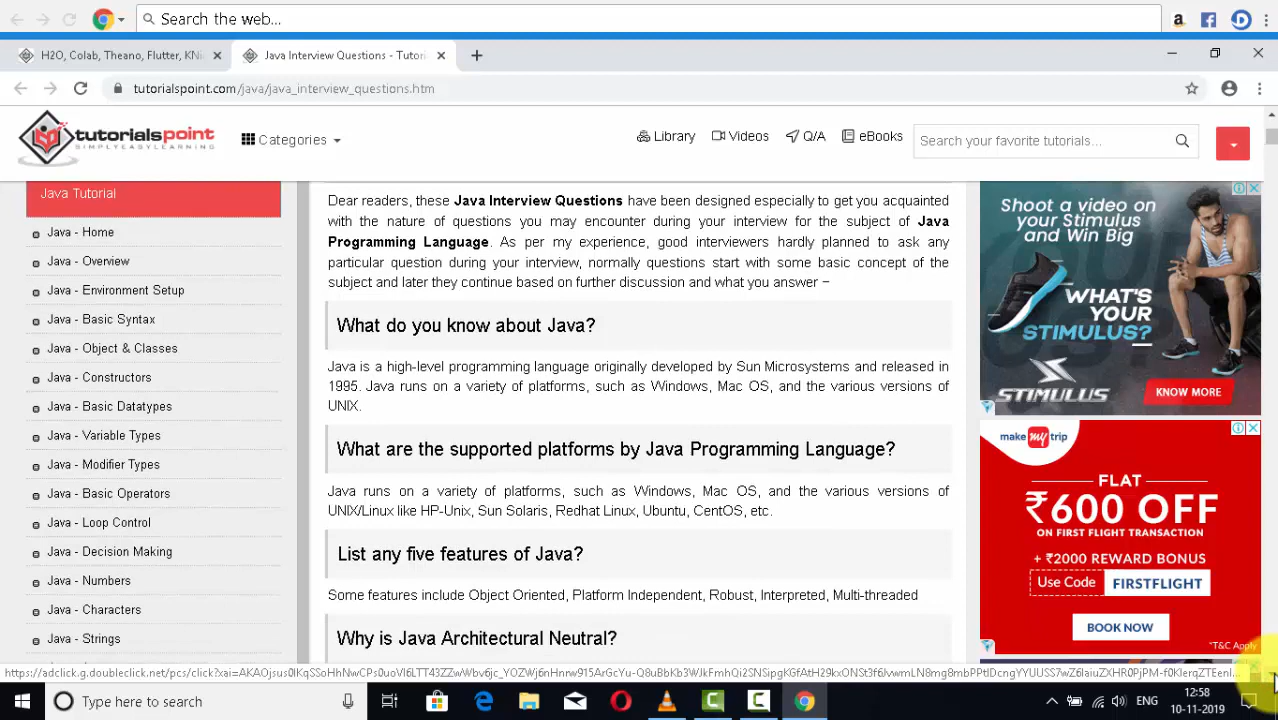 Search the web...
H2O, Colab, Theano, Flutter, KNi
Java Interview Questions - Tutori
tutorialspoint.com/java/java_interview_questions.htm
tutorialspoint
SIMPLYEASYLEARNING
Categories
Library
Videos
Q/A
eBooks
Search your favorite tutorials...
Java Tutorial
Java - Home
Java - Overview
Java - Environment Setup
Java - Basic Syntax
Java - Object & Classes
Java - Constructors
Java - Basic Datatypes
Java - Variable Types
Java - Modifier Types
Java - Basic Operators
Java - Loop Control
Java - Decision Making
Java - Numbers
Java - Characters
Java - Strings
Dear readers, these Java Interview Questions have been designed especially to get you acquainted
with the nature of questions you may encounter during your interview for the subject of Java
Programming Language. As per my experience, good interviewers hardly planned to ask any
particular question during your interview, normally questions start with some basic concept of the
subject and later they continue based on further discussion and what you answer −
What do you know about Java?
Java is a high-level programming language originally developed by Sun Microsystems and released in
1995. Java runs on a variety of platforms, such as Windows, Mac OS, and the various versions of
UNIX.
What are the supported platforms by Java Programming Language?
Java runs on a variety of platforms, such as Windows, Mac OS, and the various versions of
UNIX/Linux like HP-Unix, Sun Solaris, Redhat Linux, Ubuntu, CentOS, etc.
List any five features of Java?
Some features include Object Oriented, Platform Independent, Robust, Interpreted, Multi-threaded
Why is Java Architectural Neutral?
Shoot a video on
your Stimulus
and Win Big
WHAT'S
YOUR
STIMULUS?
STIMULUS
KNOW MORE
make my trip
FLAT
₹600 OFF
ON FIRST FLIGHT TRANSACTION
+ ₹2000 REWARD BONUS
Use Code FIRSTFLIGHT
BOOK NOW
*T&C Apply
Type here to search
ENG
12:58
10-11-2019